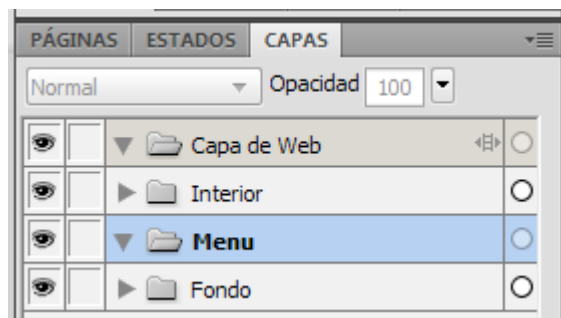 PÁGINAS ESTADOS CAPAS
Normal Opacidad 100
Capa de Web
Interior
Menu
Fondo